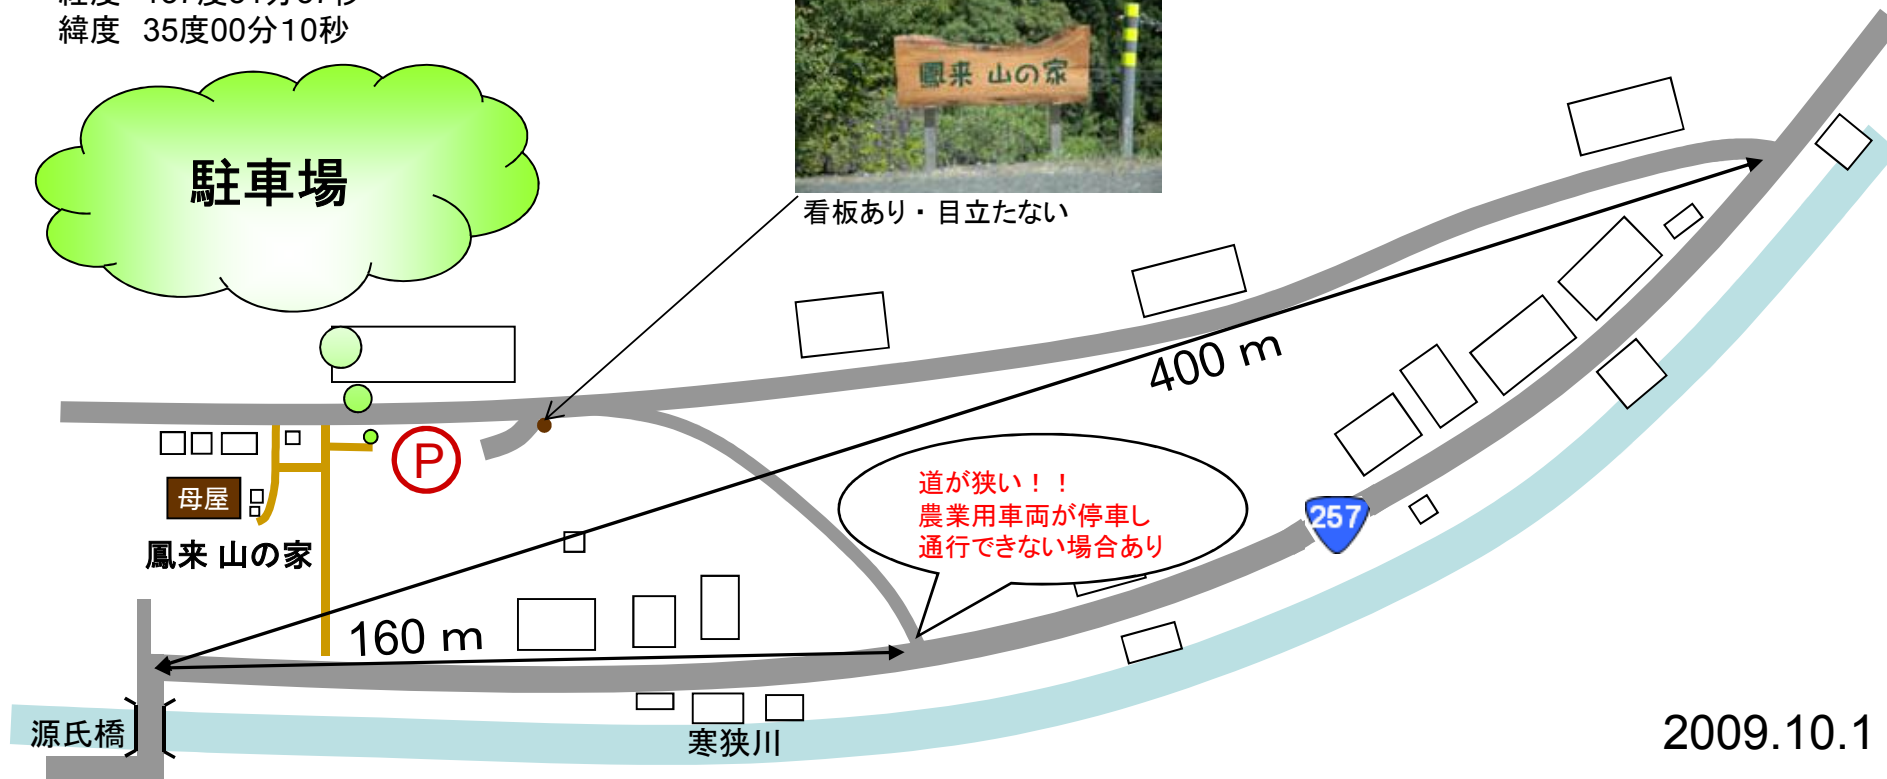 緯度 35度00分10秒
鳳来 山の家
看板あり・目立たない
駐車場
400 m
P
道が狭い！！
農業用車両が停車し
通行できない場合あり
257
母屋
鳳来 山の家
160 m
源氏橋
寒狭川
2009.10.1